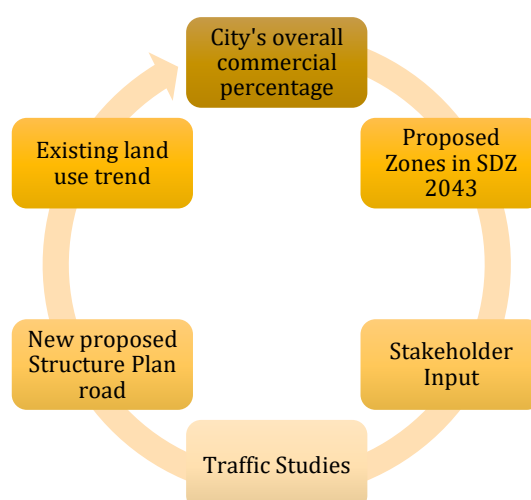 City's overall
commercial
percentage
Proposed
Zones in SDZ
2043
Stakeholder
Input
Traffic Studies
New proposed
Structure Plan
road
Existing land
use trend